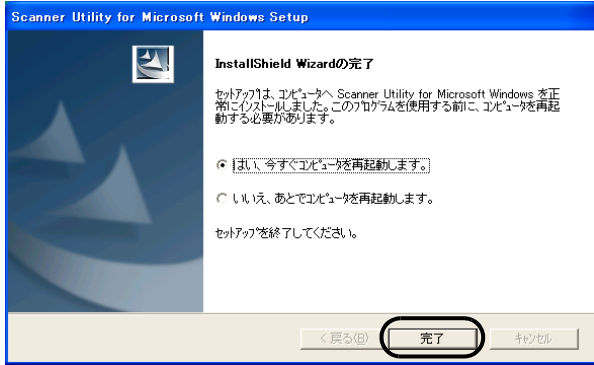 Scanner Utility for Microsoft Windows Setup
InstallShield Wizardの完了
ｾｯﾄｱｯﾌﾟは、ｺﾝﾋﾟｭｰﾀへ Scanner Utility for Microsoft Windows を正
常にインストールしました。このﾌﾟﾛｸﾞﾗﾑを使用する前に、ｺﾝﾋﾟｭｰﾀを再起
動する必要があります。
はい、今すぐｺﾝﾋﾟｭｰﾀを再起動します。
いいえ、あとでｺﾝﾋﾟｭｰﾀを再起動します。
ｾｯﾄｱｯﾌﾟを終了してください。
< 戻る(B)
完了
ｷｬﾝｾﾙ